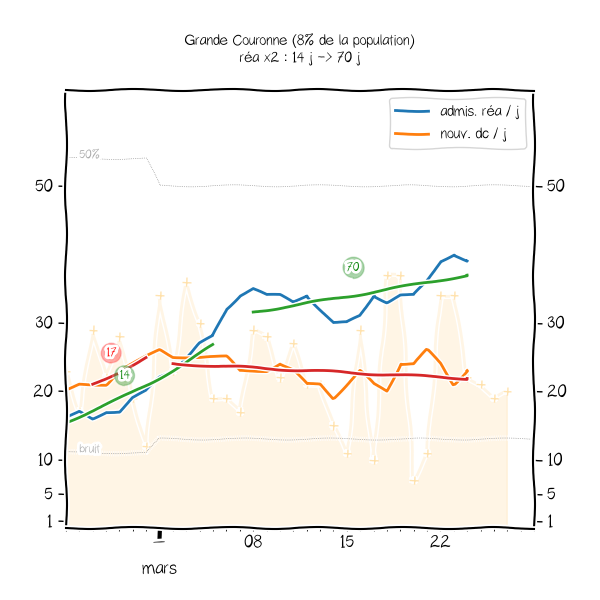 Grande Couronne (8% de la population)
réa x2 : 14 j -> 70 j
admis. réa / j
nouv. dc / j
50%
50 - - 50
70
30 - - 30
17
14
20 - - 20
bruit
10 - - 10
5 - - 5
1 - - 1
1 08 15 22
mars